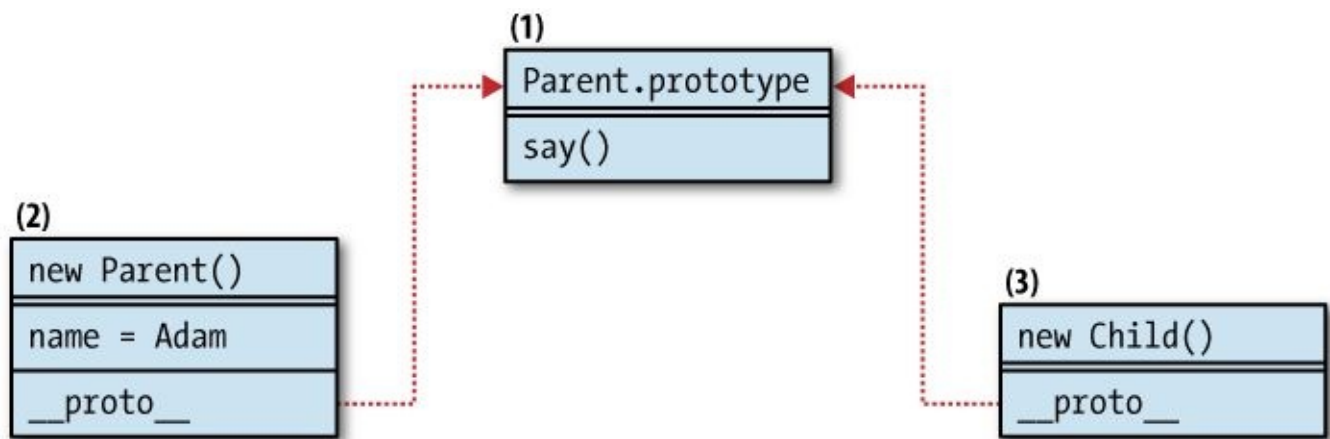 (1)
Parent.prototype
say()
(2)
new Parent()
name = Adam
__proto__
(3)
new Child()
__proto__